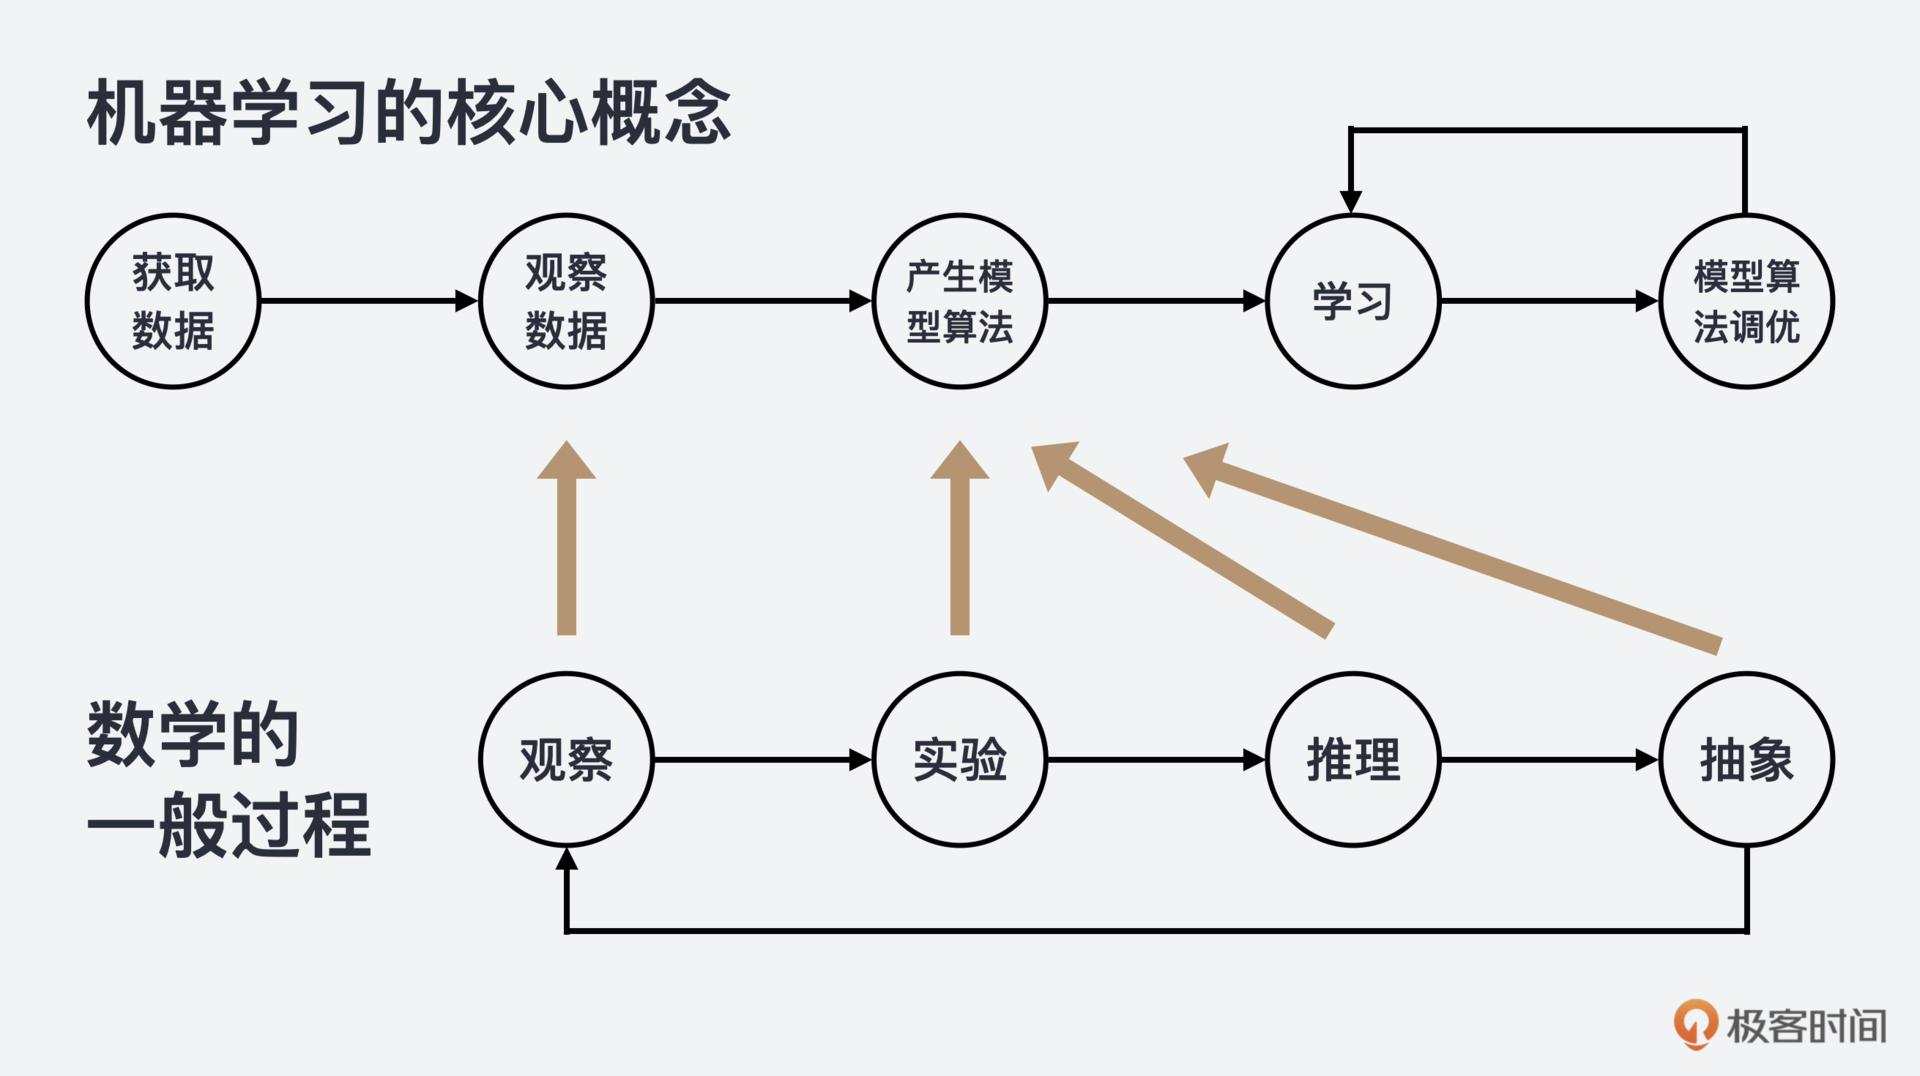 机器学习的核心概念
获取
数据
观察
数据
产生模
型算法
学习
模型算
法调优
数学的
一般过程
观察
实验
推理
抽象
极客时间